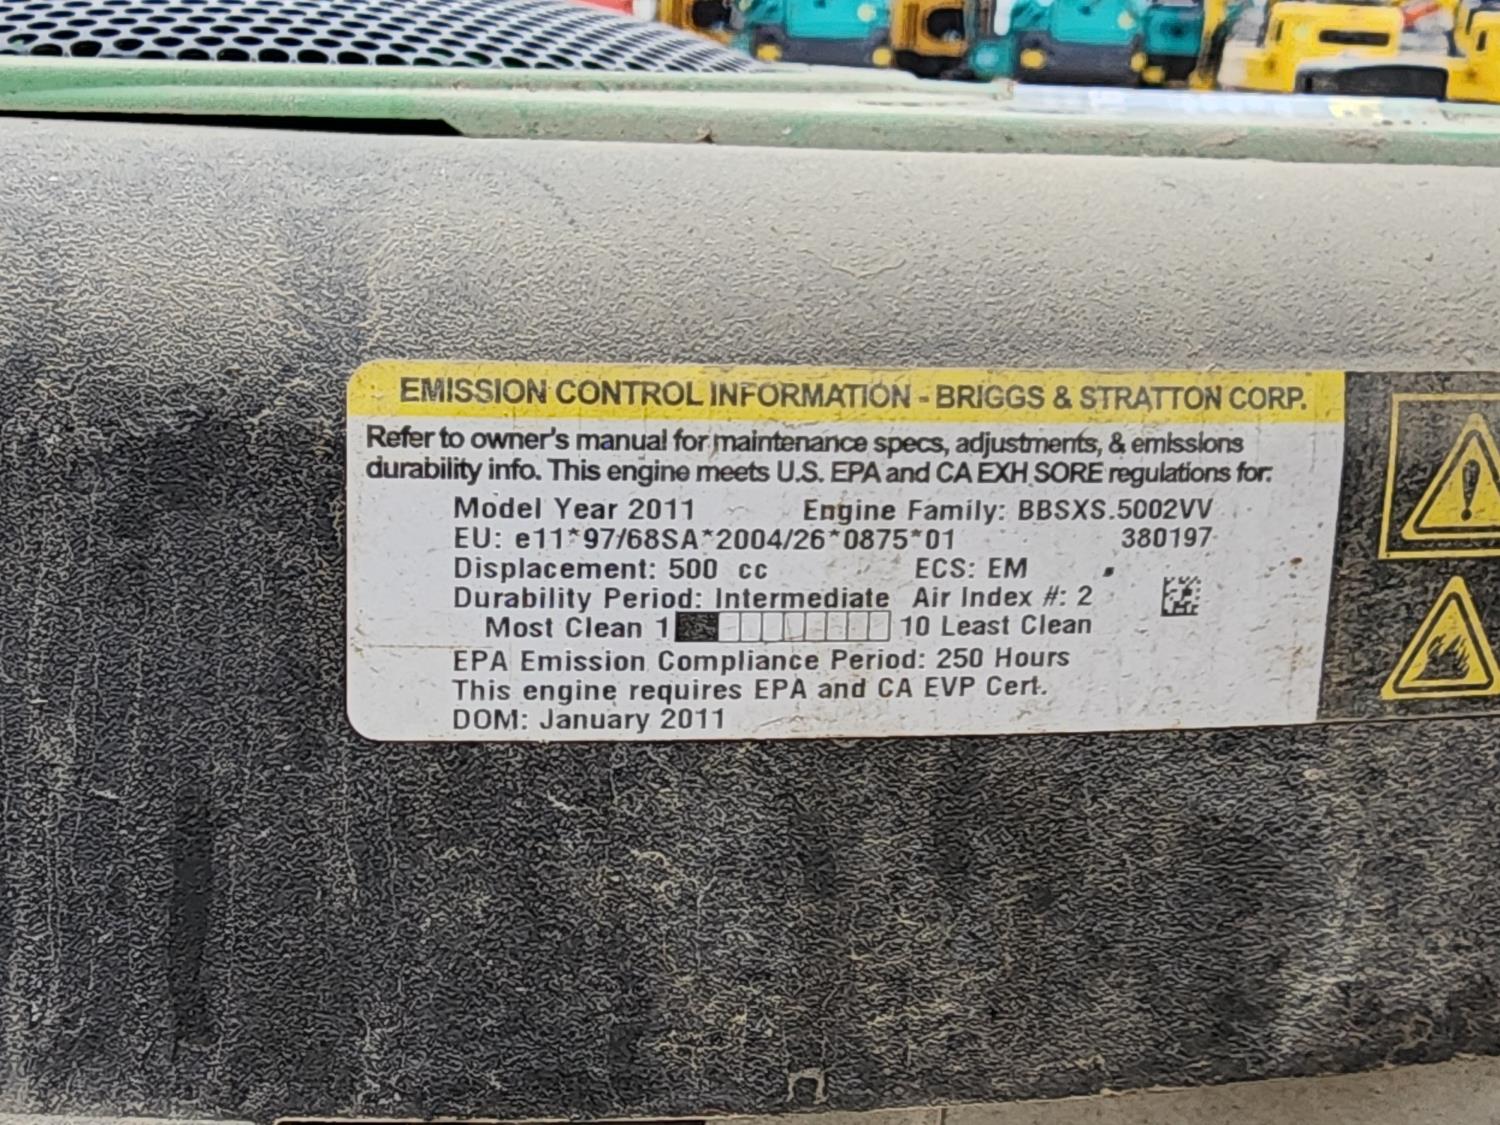 EMISSION CONTROL INFORMATION - BRIGGS & STRATTON CORP.
Refer to owner's manual for maintenance specs, adjustments, & emissions
durability info. This engine meets U.S. EPA and CA EXH SORE regulations for:
Model Year 2011 Engine Family: BBSXS.5002VV
EU: e11*97/68SA*2004/26*0875*01 380197
Displacement: 500 cc ECS: EM
Durability Period: Intermediate Air Index #: 2
Most Clean 1 10 Least Clean
EPA Emission Compliance Period: 250 Hours
This engine requires EPA and CA EVP Cert.
DOM: January 2011